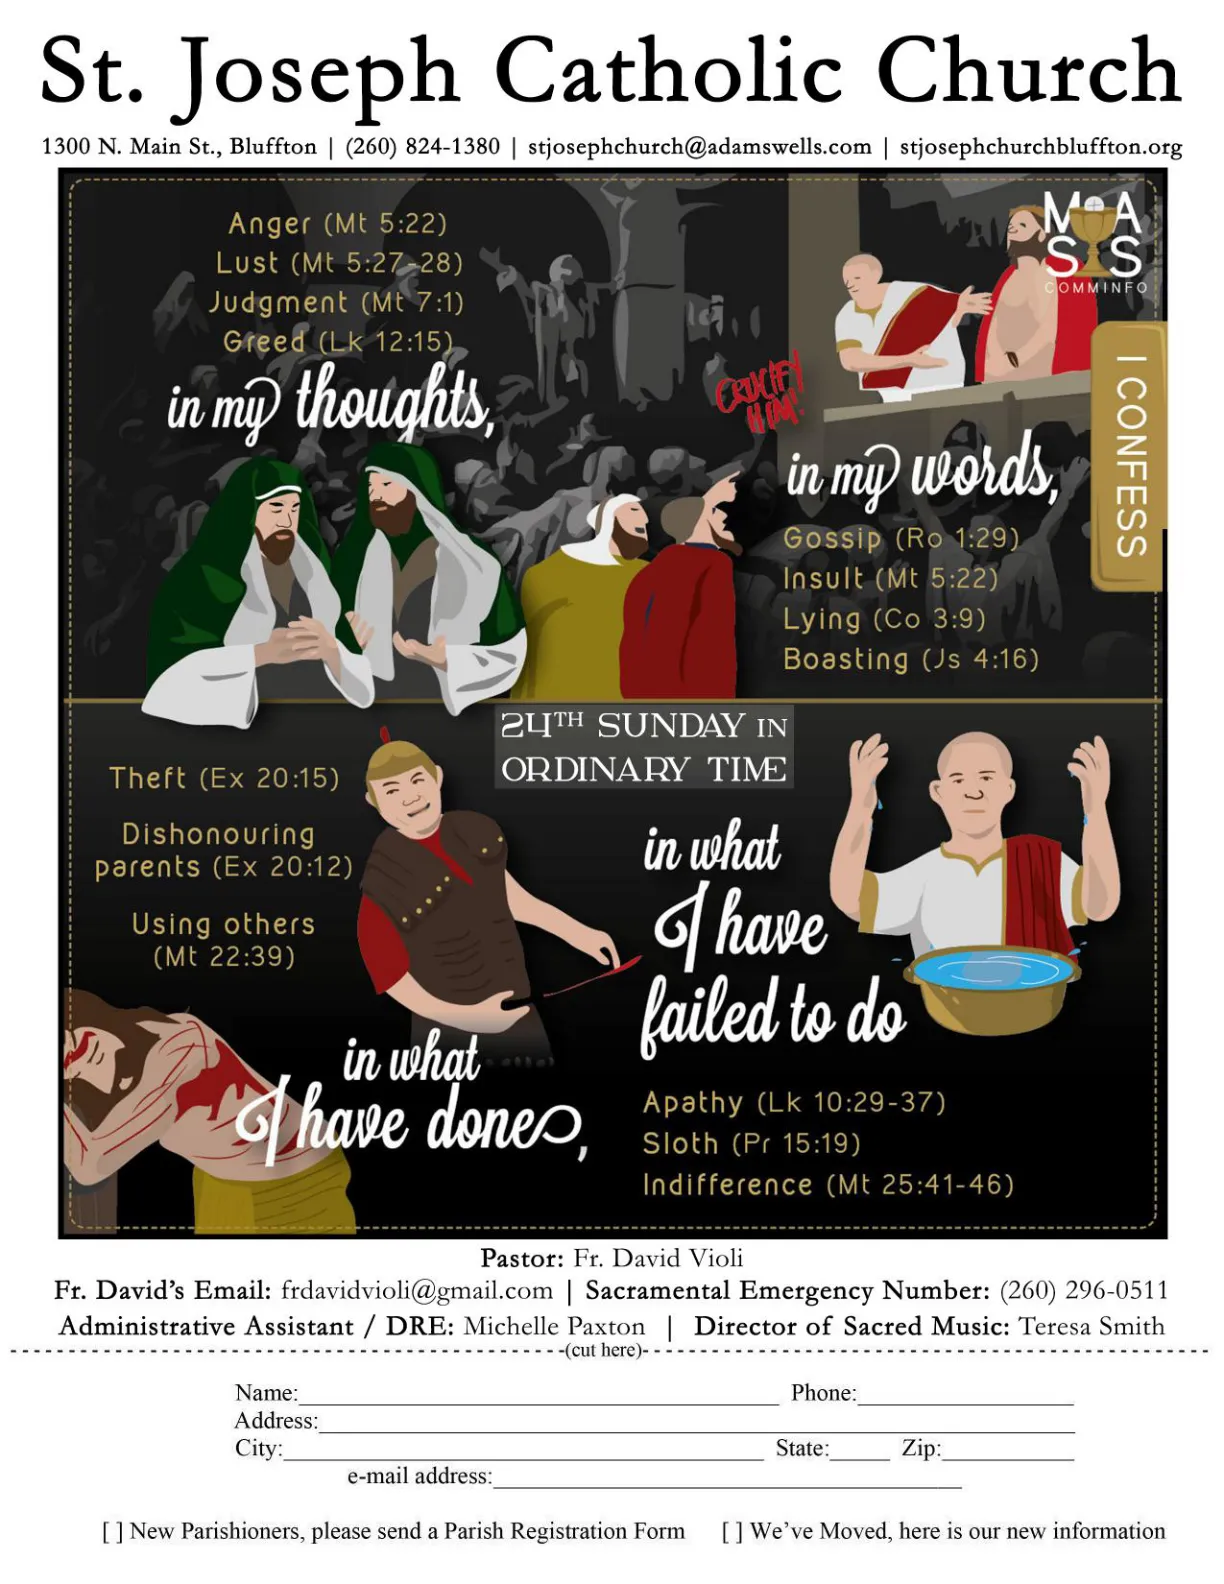 St. Joseph Catholic Church
1300 N. Main St., Bluffton | (260) 824-1380 | stjosephchurch@adamswells.com | stjosephchurchbluffton.org
Anger (Mt 5:22)
Lust (Mt 5:27-28)
Judgment (Mt 7:1)
Greed (Lk 12:15)
in my thoughts,
MASS
COMMINFO
CRUCIFY
HIM!
I CONFESS
in my words,
Gossip (Ro 1:29)
Insult (Mt 5:22)
Lying (Co 3:9)
Boasting (Js 4:16)
24TH SUNDAY IN
ORDINARY TIME
Theft (Ex 20:15)
Dishonouring
parents (Ex 20:12)
Using others
(Mt 22:39)
in what
I have done,
in what
I have
failed to do
Apathy (Lk 10:29-37)
Sloth (Pr 15:19)
Indifference (Mt 25:41-46)
Pastor: Fr. David Violi
Fr. David's Email: frdavidvioli@gmail.com | Sacramental Emergency Number: (260) 296-0511
Administrative Assistant / DRE: Michelle Paxton | Director of Sacred Music: Teresa Smith
(cut here)
Name: Phone:
Address:
City: State: Zip:
e-mail address:
[ ] New Parishioners, please send a Parish Registration Form [ ] We've Moved, here is our new information